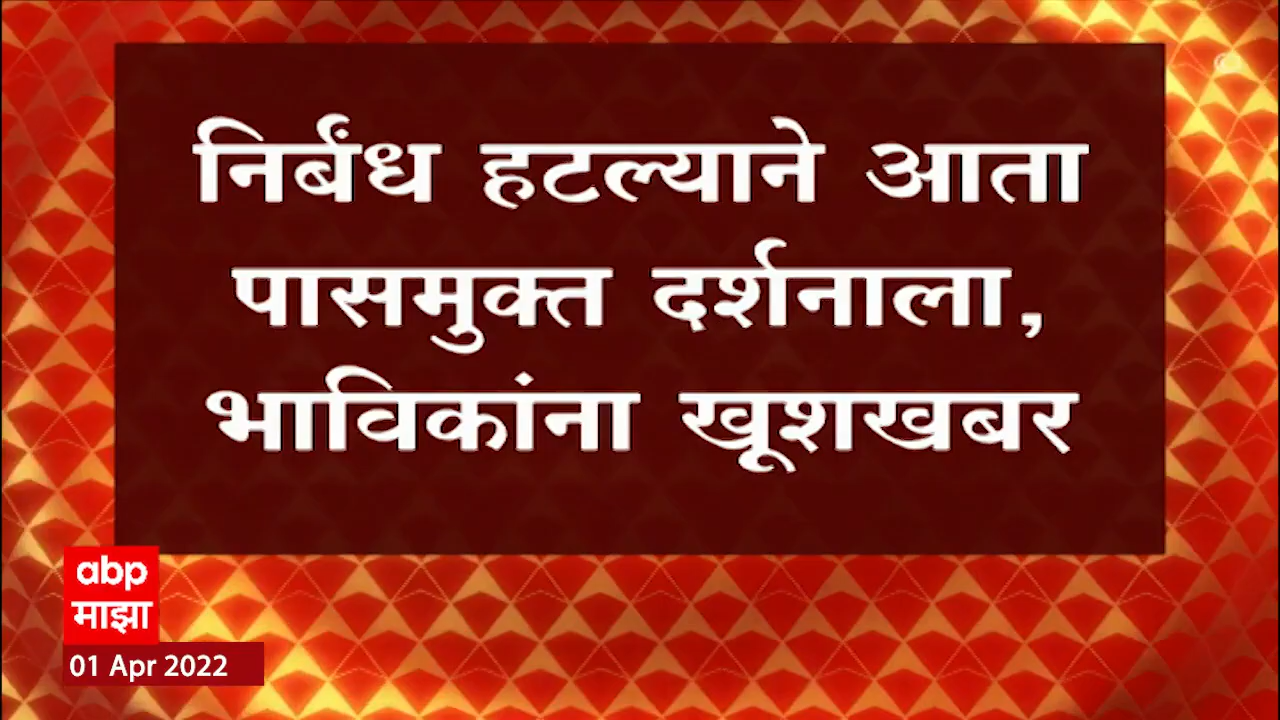 निर्बंध हटल्याने आता
पासमुक्त दर्शनाला,
भाविकांना खूशखबर
abp
माझा
01 Apr 2022